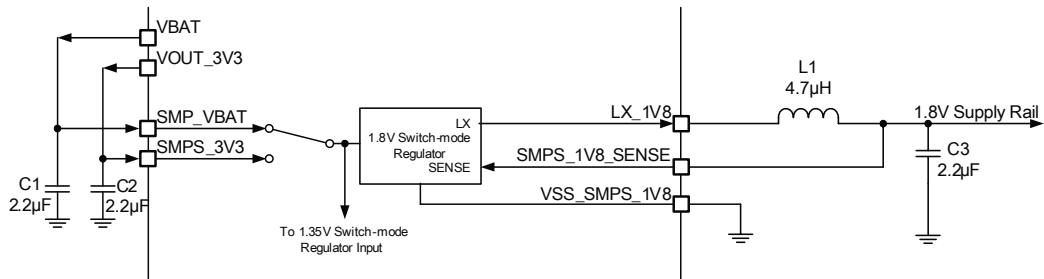 VBAT
VOUT_3V3
SMP_VBAT
SMPS_3V3
C1
2.2µF
C2
2.2µF
LX
1.8V Switch-mode
Regulator
SENSE
To 1.35V Switch-mode
Regulator Input
LX_1V8
SMPS_1V8_SENSE
VSS_SMPS_1V8
L1
4.7µH
1.8V Supply Rail
C3
2.2µF